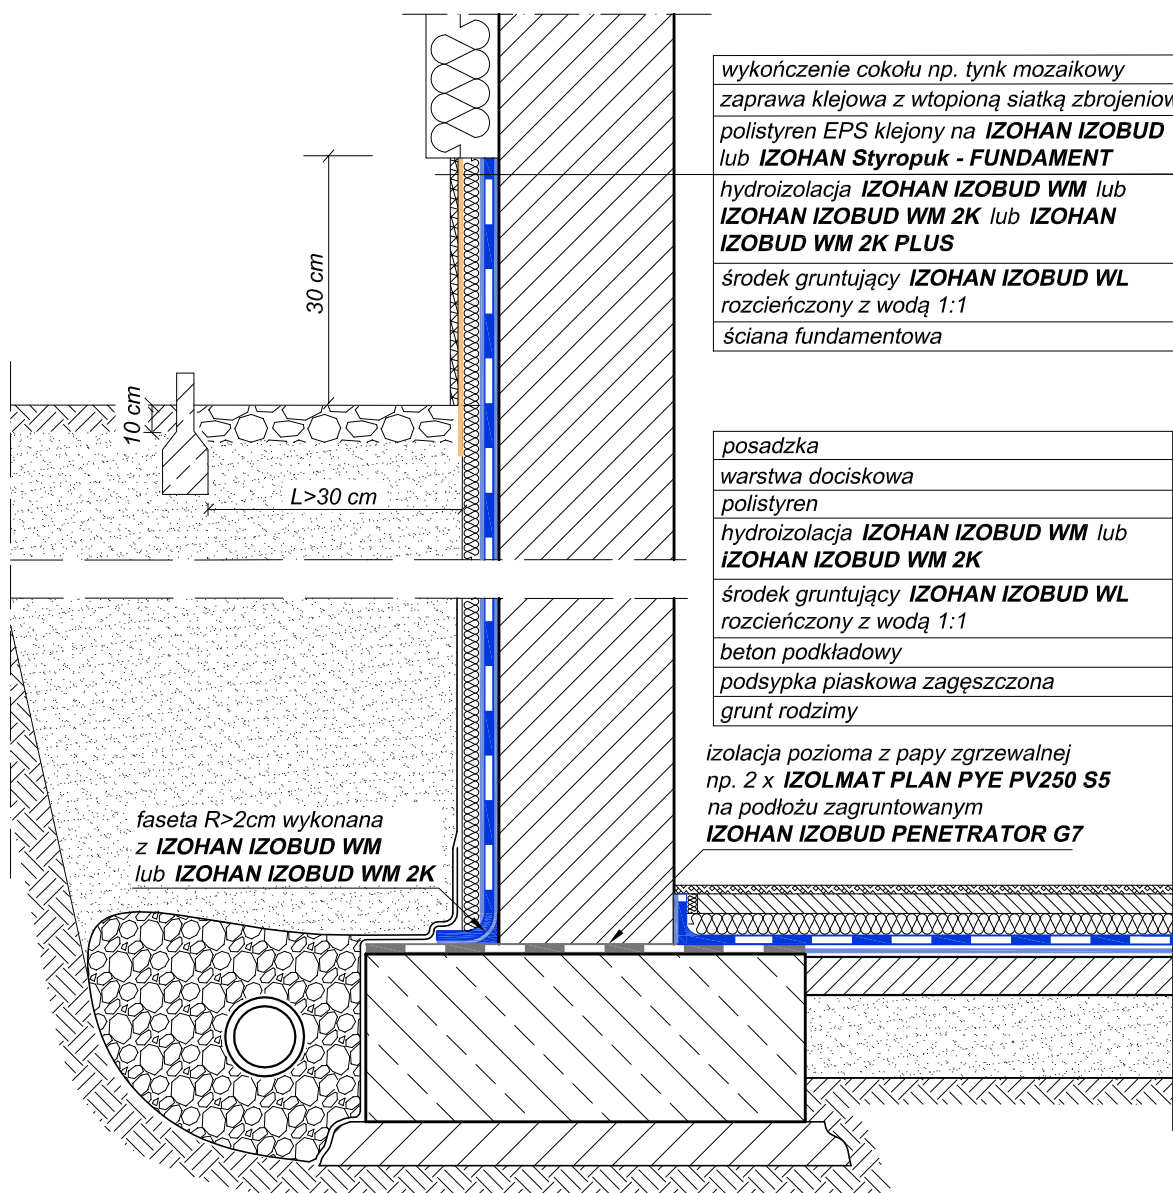 wykończenie cokołu np. tynk mozaikowy
zaprawa klejowa z wtopioną siatką zbrojeniow
polistyren EPS klejony na IZOHAN IZOBUD
lub IZOHAN Styropuk - FUNDAMENT
hydroizolacja IZOHAN IZOBUD WM lub
IZOHAN IZOBUD WM 2K lub IZOHAN
IZOBUD WM 2K PLUS
środek gruntujący IZOHAN IZOBUD WL
rozcieńczony z wodą 1:1
ściana fundamentowa
30 cm
10 cm
L>30 cm
posadzka
warstwa dociskowa
polistyren
hydroizolacja IZOHAN IZOBUD WM lub
iZOHAN IZOBUD WM 2K
środek gruntujący IZOHAN IZOBUD WL
rozcieńczony z wodą 1:1
beton podkładowy
podsypka piaskowa zagęszczona
grunt rodzimy
izolacja pozioma z papy zgrzewalnej
np. 2 x IZOLMAT PLAN PYE PV250 S5
na podłożu zagruntowanym
IZOHAN IZOBUD PENETRATOR G7
faseta R>2cm wykonana
z IZOHAN IZOBUD WM
lub IZOHAN IZOBUD WM 2K